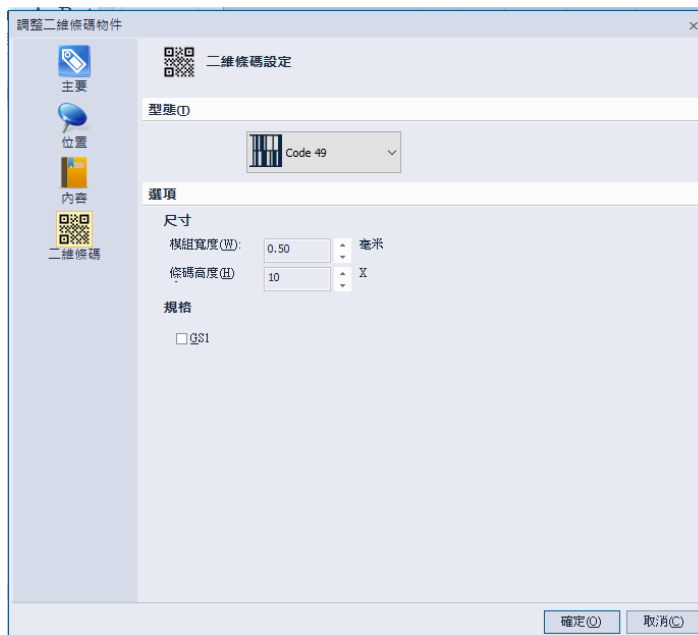 調整二維條碼物件
主要
位置
內容
二維條碼
二維條碼設定
型態(T)
Code 49
選項
尺寸
模組寬度(W):
0.50
毫米
條碼高度(H)
10
X
規格
GS1
確定(O)
取消(C)